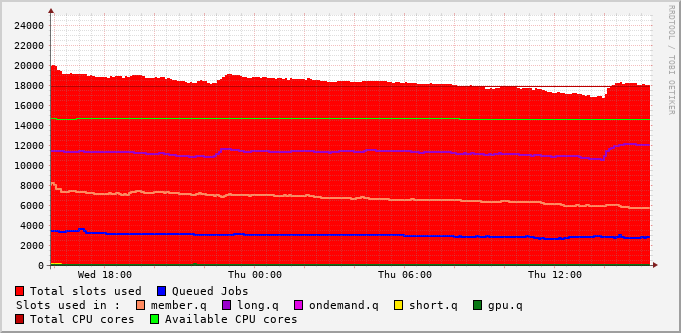 RRDTOOL / TOBI OETIKER
24000
22000
20000
18000
16000
14000
12000
10000
8000
6000
4000
2000
0
Wed 18:00 Thu 00:00 Thu 06:00 Thu 12:00
Total slots used Queued Jobs
Slots used in : member.q long.q ondemand.q short.q gpu.q
Total CPU cores Available CPU cores